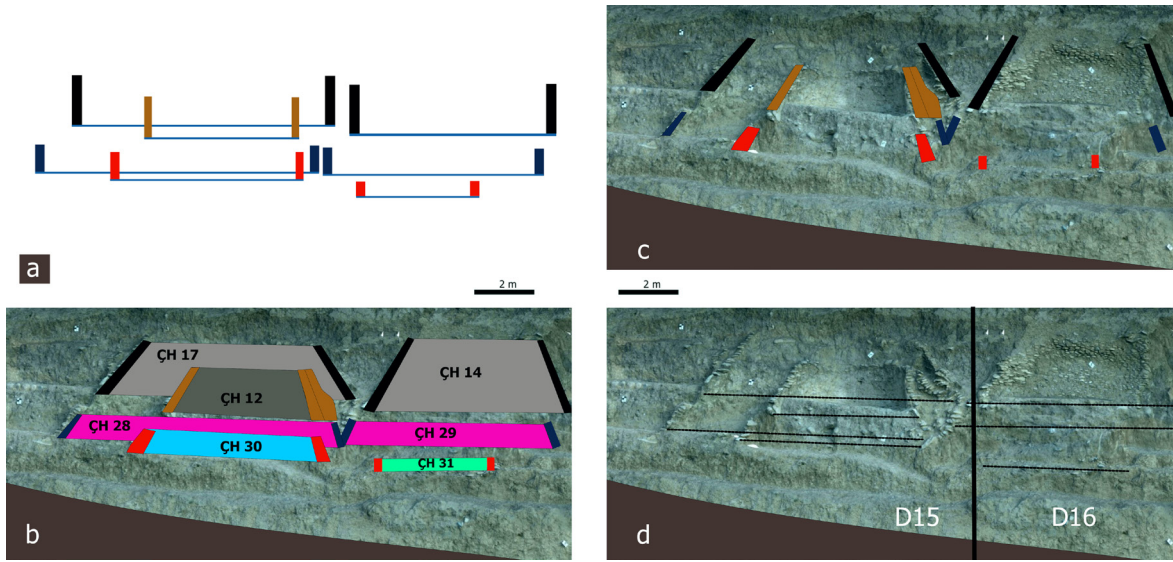 a
2 m
ÇH 17
ÇH 12
ÇH 14
ÇH 28
ÇH 29
ÇH 30
ÇH 31
b
c
2 m
D15
D16
d